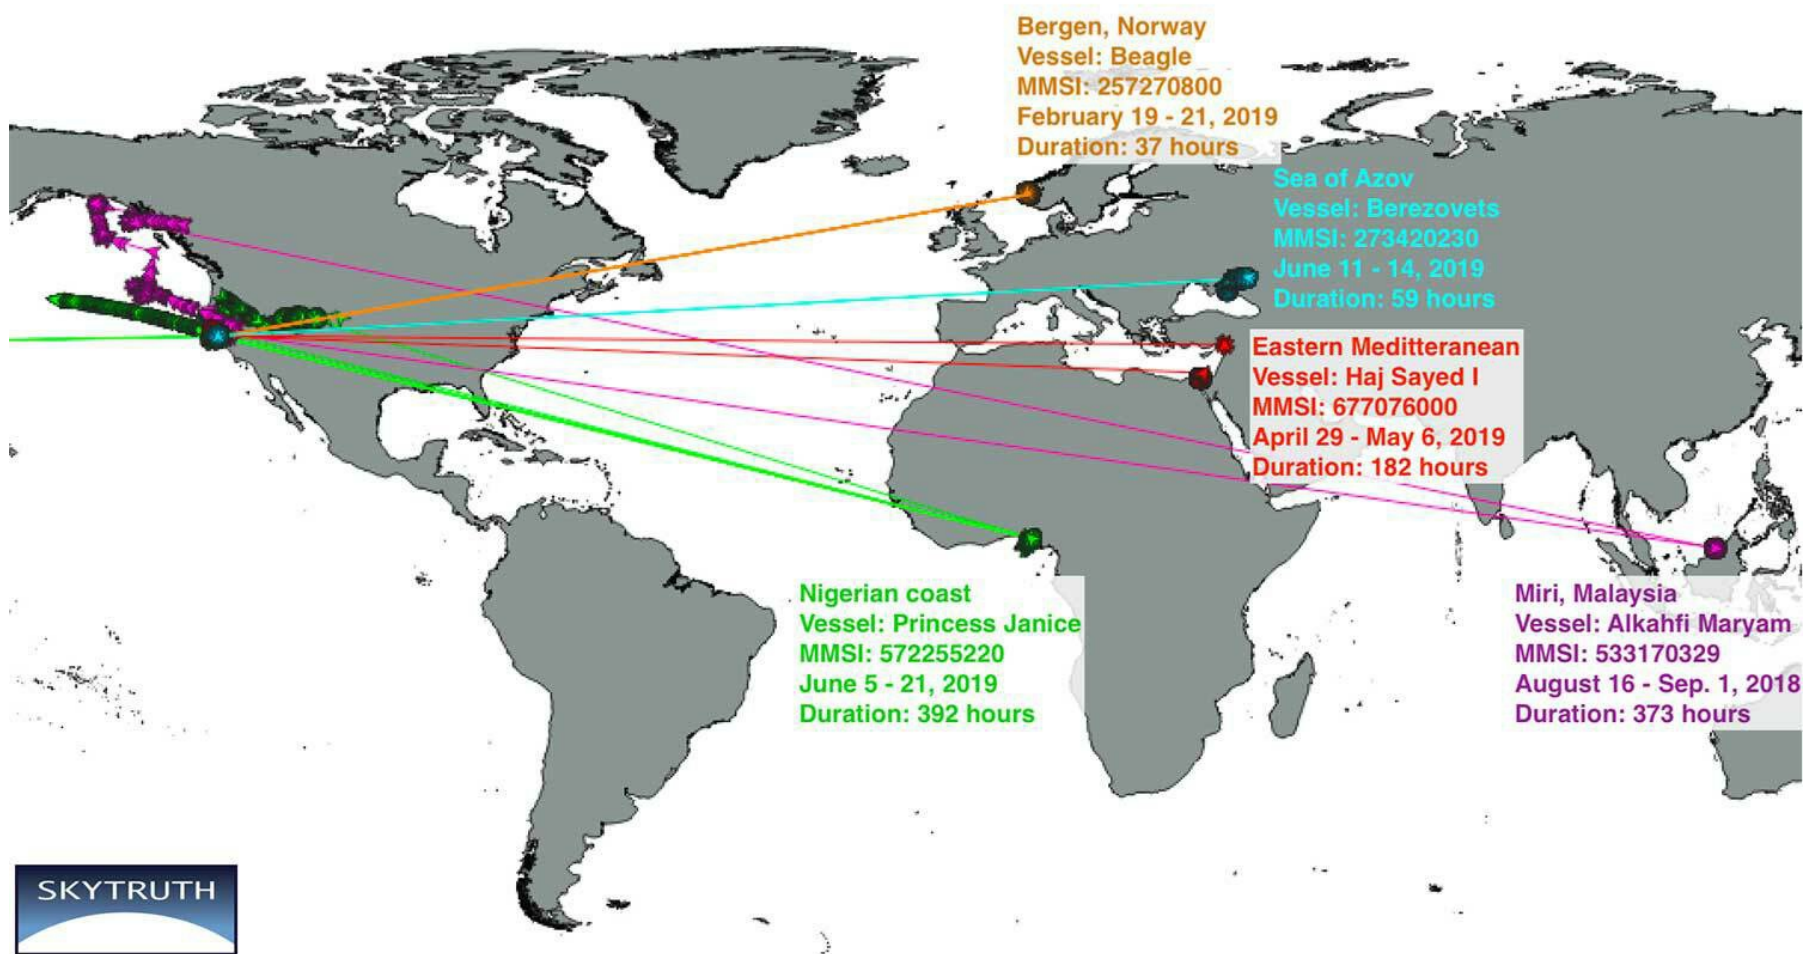 Bergen, Norway
Vessel: Beagle
MMSI: 257270800
February 19 - 21, 2019
Duration: 37 hours
Sea of Azov
Vessel: Berezovets
MMSI: 273420230
June 11 - 14, 2019
Duration: 59 hours
Eastern Meditteranean
Vessel: Haj Sayed I
MMSI: 677076000
April 29 - May 6, 2019
Duration: 182 hours
Nigerian coast
Vessel: Princess Janice
MMSI: 572255220
June 5 - 21, 2019
Duration: 392 hours
Miri, Malaysia
Vessel: Alkahfi Maryam
MMSI: 533170329
August 16 - Sep. 1, 2018
Duration: 373 hours
SKYTRUTH